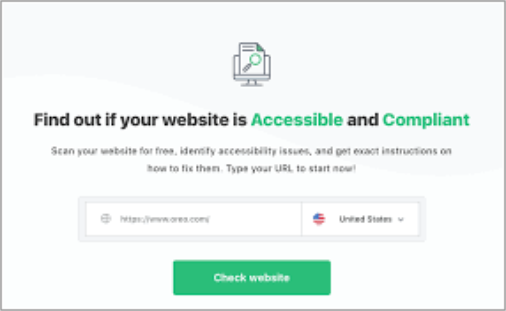 Find out if your website is Accessible and Compliant
Scan your website for free, identify accessibility issues, and get exact instructions on
how to fix them. Type your URL to start now!
https://www.orea.com/
United States
Check website